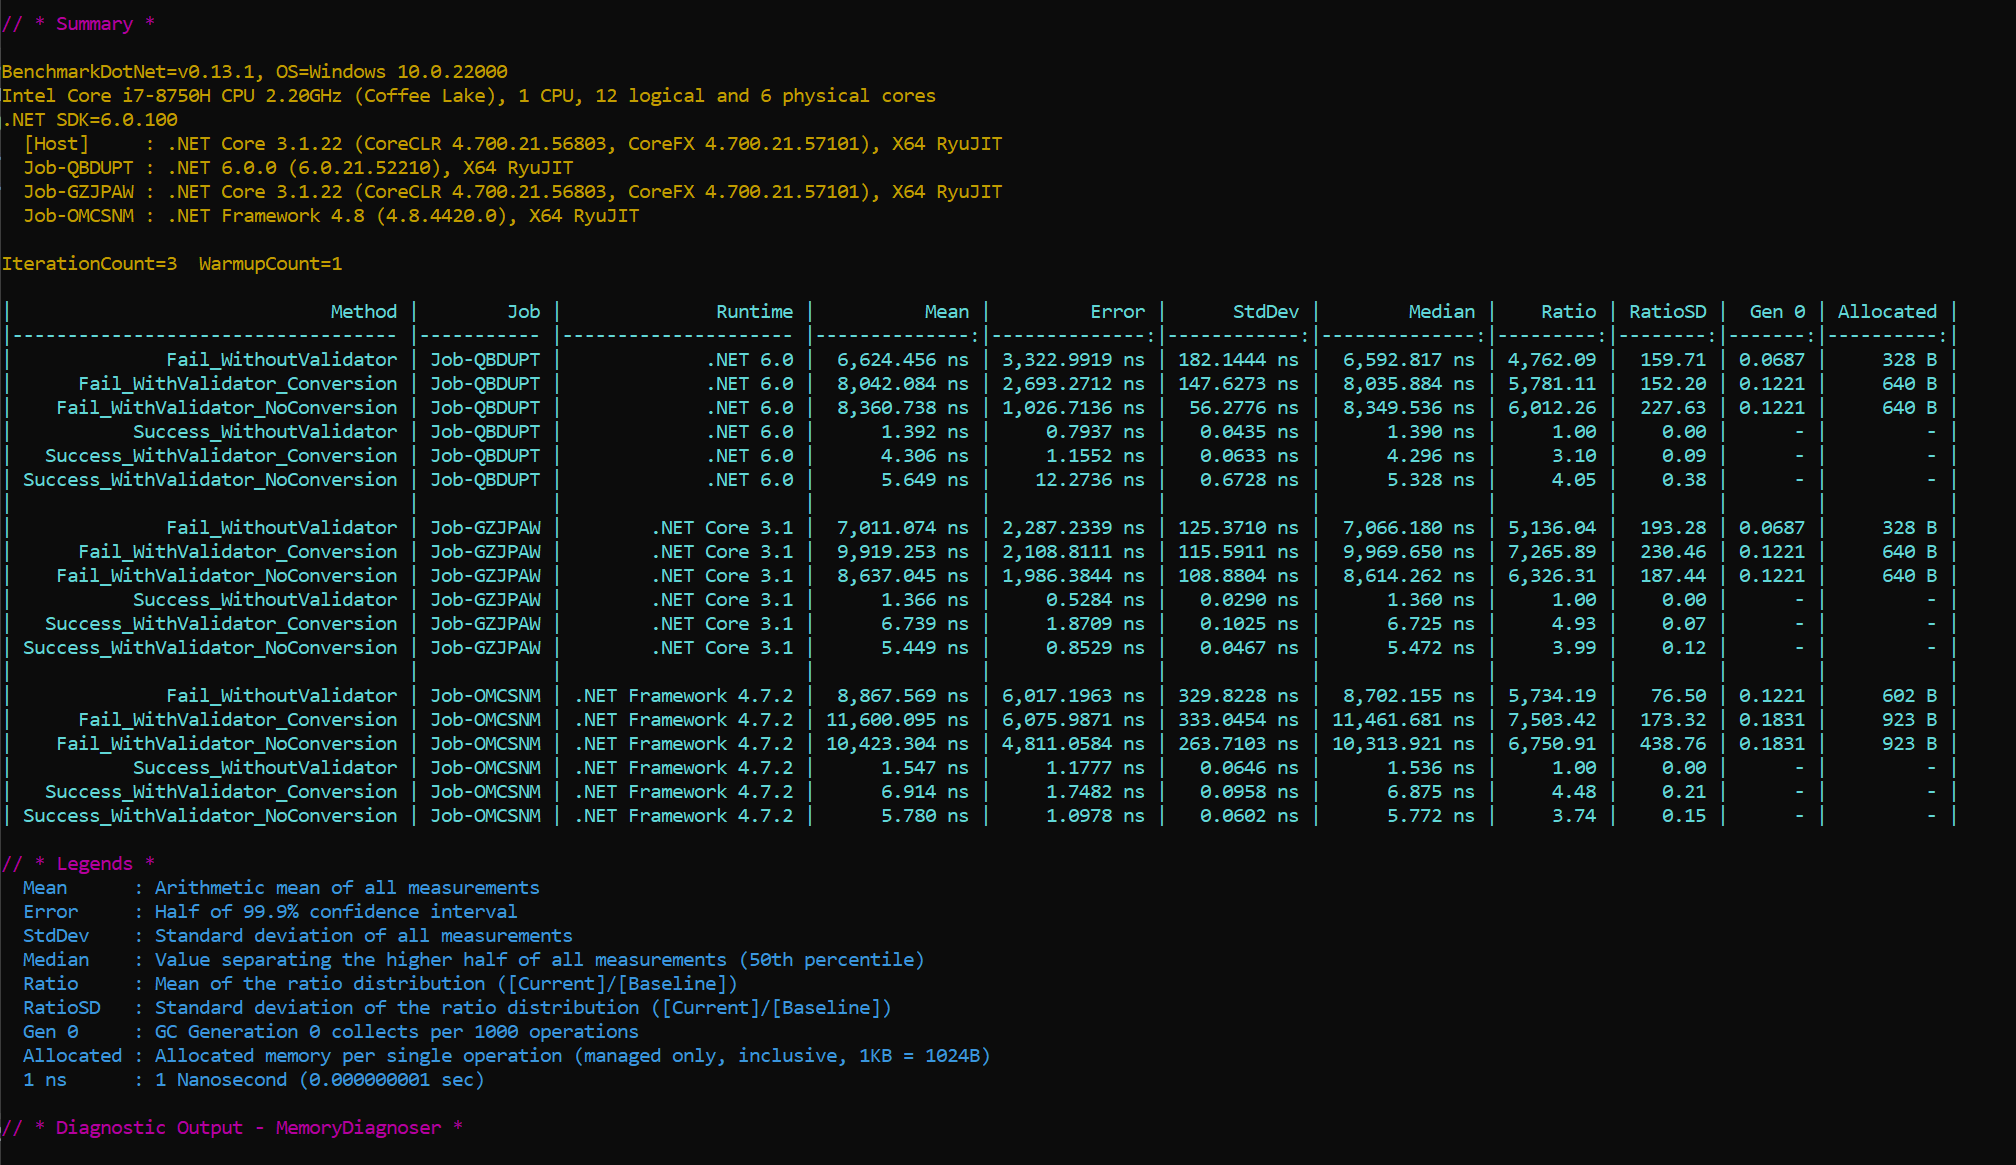 // * Summary *
BenchmarkDotNet=v0.13.1, OS=Windows 10.0.22000
Intel Core i7-8750H CPU 2.20GHz (Coffee Lake), 1 CPU, 12 logical and 6 physical cores
.NET SDK=6.0.100
  [Host]     : .NET Core 3.1.22 (CoreCLR 4.700.21.56803, CoreFX 4.700.21.57101), X64 RyuJIT
  Job-QBDUPT : .NET 6.0.0 (6.0.21.52210), X64 RyuJIT
  Job-GZJPAW : .NET Core 3.1.22 (CoreCLR 4.700.21.56803, CoreFX 4.700.21.57101), X64 RyuJIT
  Job-OMCSNM : .NET Framework 4.8 (4.8.4420.0), X64 RyuJIT
IterationCount=3  WarmupCount=1
| Method | Job | Runtime | Mean | Error | StdDev | Median | Ratio | RatioSD | Gen 0 | Allocated |
|----------------------------------- |----------- |--------------------- |--------------:|--------------:|------------:|--------------:|---------:|--------:|-------:|----------:|
| Fail_WithoutValidator | Job-QBDUPT | .NET 6.0 | 6,624.456 ns | 3,322.9919 ns | 182.1444 ns | 6,592.817 ns | 4,762.09 | 159.71 | 0.0687 | 328 B |
| Fail_WithValidator_Conversion | Job-QBDUPT | .NET 6.0 | 8,042.084 ns | 2,693.2712 ns | 147.6273 ns | 8,035.884 ns | 5,781.11 | 152.20 | 0.1221 | 640 B |
| Fail_WithValidator_NoConversion | Job-QBDUPT | .NET 6.0 | 8,360.738 ns | 1,026.7136 ns | 56.2776 ns | 8,349.536 ns | 6,012.26 | 227.63 | 0.1221 | 640 B |
| Success_WithoutValidator | Job-QBDUPT | .NET 6.0 | 1.392 ns | 0.7937 ns | 0.0435 ns | 1.390 ns | 1.00 | 0.00 | - | - |
| Success_WithValidator_Conversion | Job-QBDUPT | .NET 6.0 | 4.306 ns | 1.1552 ns | 0.0633 ns | 4.296 ns | 3.10 | 0.09 | - | - |
| Success_WithValidator_NoConversion | Job-QBDUPT | .NET 6.0 | 5.649 ns | 12.2736 ns | 0.6728 ns | 5.328 ns | 4.05 | 0.38 | - | - |
| | | | | | | | | | | |
| Fail_WithoutValidator | Job-GZJPAW | .NET Core 3.1 | 7,011.074 ns | 2,287.2339 ns | 125.3710 ns | 7,066.180 ns | 5,136.04 | 193.28 | 0.0687 | 328 B |
| Fail_WithValidator_Conversion | Job-GZJPAW | .NET Core 3.1 | 9,919.253 ns | 2,108.8111 ns | 115.5911 ns | 9,969.650 ns | 7,265.89 | 230.46 | 0.1221 | 640 B |
| Fail_WithValidator_NoConversion | Job-GZJPAW | .NET Core 3.1 | 8,637.045 ns | 1,986.3844 ns | 108.8804 ns | 8,614.262 ns | 6,326.31 | 187.44 | 0.1221 | 640 B |
| Success_WithoutValidator | Job-GZJPAW | .NET Core 3.1 | 1.366 ns | 0.5284 ns | 0.0290 ns | 1.360 ns | 1.00 | 0.00 | - | - |
| Success_WithValidator_Conversion | Job-GZJPAW | .NET Core 3.1 | 6.739 ns | 1.8709 ns | 0.1025 ns | 6.725 ns | 4.93 | 0.07 | - | - |
| Success_WithValidator_NoConversion | Job-GZJPAW | .NET Core 3.1 | 5.449 ns | 0.8529 ns | 0.0467 ns | 5.472 ns | 3.99 | 0.12 | - | - |
| | | | | | | | | | | |
| Fail_WithoutValidator | Job-OMCSNM | .NET Framework 4.7.2 | 8,867.569 ns | 6,017.1963 ns | 329.8228 ns | 8,702.155 ns | 5,734.19 | 76.50 | 0.1221 | 602 B |
| Fail_WithValidator_Conversion | Job-OMCSNM | .NET Framework 4.7.2 | 11,600.095 ns | 6,075.9871 ns | 333.0454 ns | 11,461.681 ns | 7,503.42 | 173.32 | 0.1831 | 923 B |
| Fail_WithValidator_NoConversion | Job-OMCSNM | .NET Framework 4.7.2 | 10,423.304 ns | 4,811.0584 ns | 263.7103 ns | 10,313.921 ns | 6,750.91 | 438.76 | 0.1831 | 923 B |
| Success_WithoutValidator | Job-OMCSNM | .NET Framework 4.7.2 | 1.547 ns | 1.1777 ns | 0.0646 ns | 1.536 ns | 1.00 | 0.00 | - | - |
| Success_WithValidator_Conversion | Job-OMCSNM | .NET Framework 4.7.2 | 6.914 ns | 1.7482 ns | 0.0958 ns | 6.875 ns | 4.48 | 0.21 | - | - |
| Success_WithValidator_NoConversion | Job-OMCSNM | .NET Framework 4.7.2 | 5.780 ns | 1.0978 ns | 0.0602 ns | 5.772 ns | 3.74 | 0.15 | - | - |
// * Legends *
  Mean      : Arithmetic mean of all measurements
  Error     : Half of 99.9% confidence interval
  StdDev    : Standard deviation of all measurements
  Median    : Value separating the higher half of all measurements (50th percentile)
  Ratio     : Mean of the ratio distribution ([Current]/[Baseline])
  RatioSD   : Standard deviation of the ratio distribution ([Current]/[Baseline])
  Gen 0     : GC Generation 0 collects per 1000 operations
  Allocated : Allocated memory per single operation (managed only, inclusive, 1KB = 1024B)
  1 ns      : 1 Nanosecond (0.000000001 sec)
// * Diagnostic Output - MemoryDiagnoser *